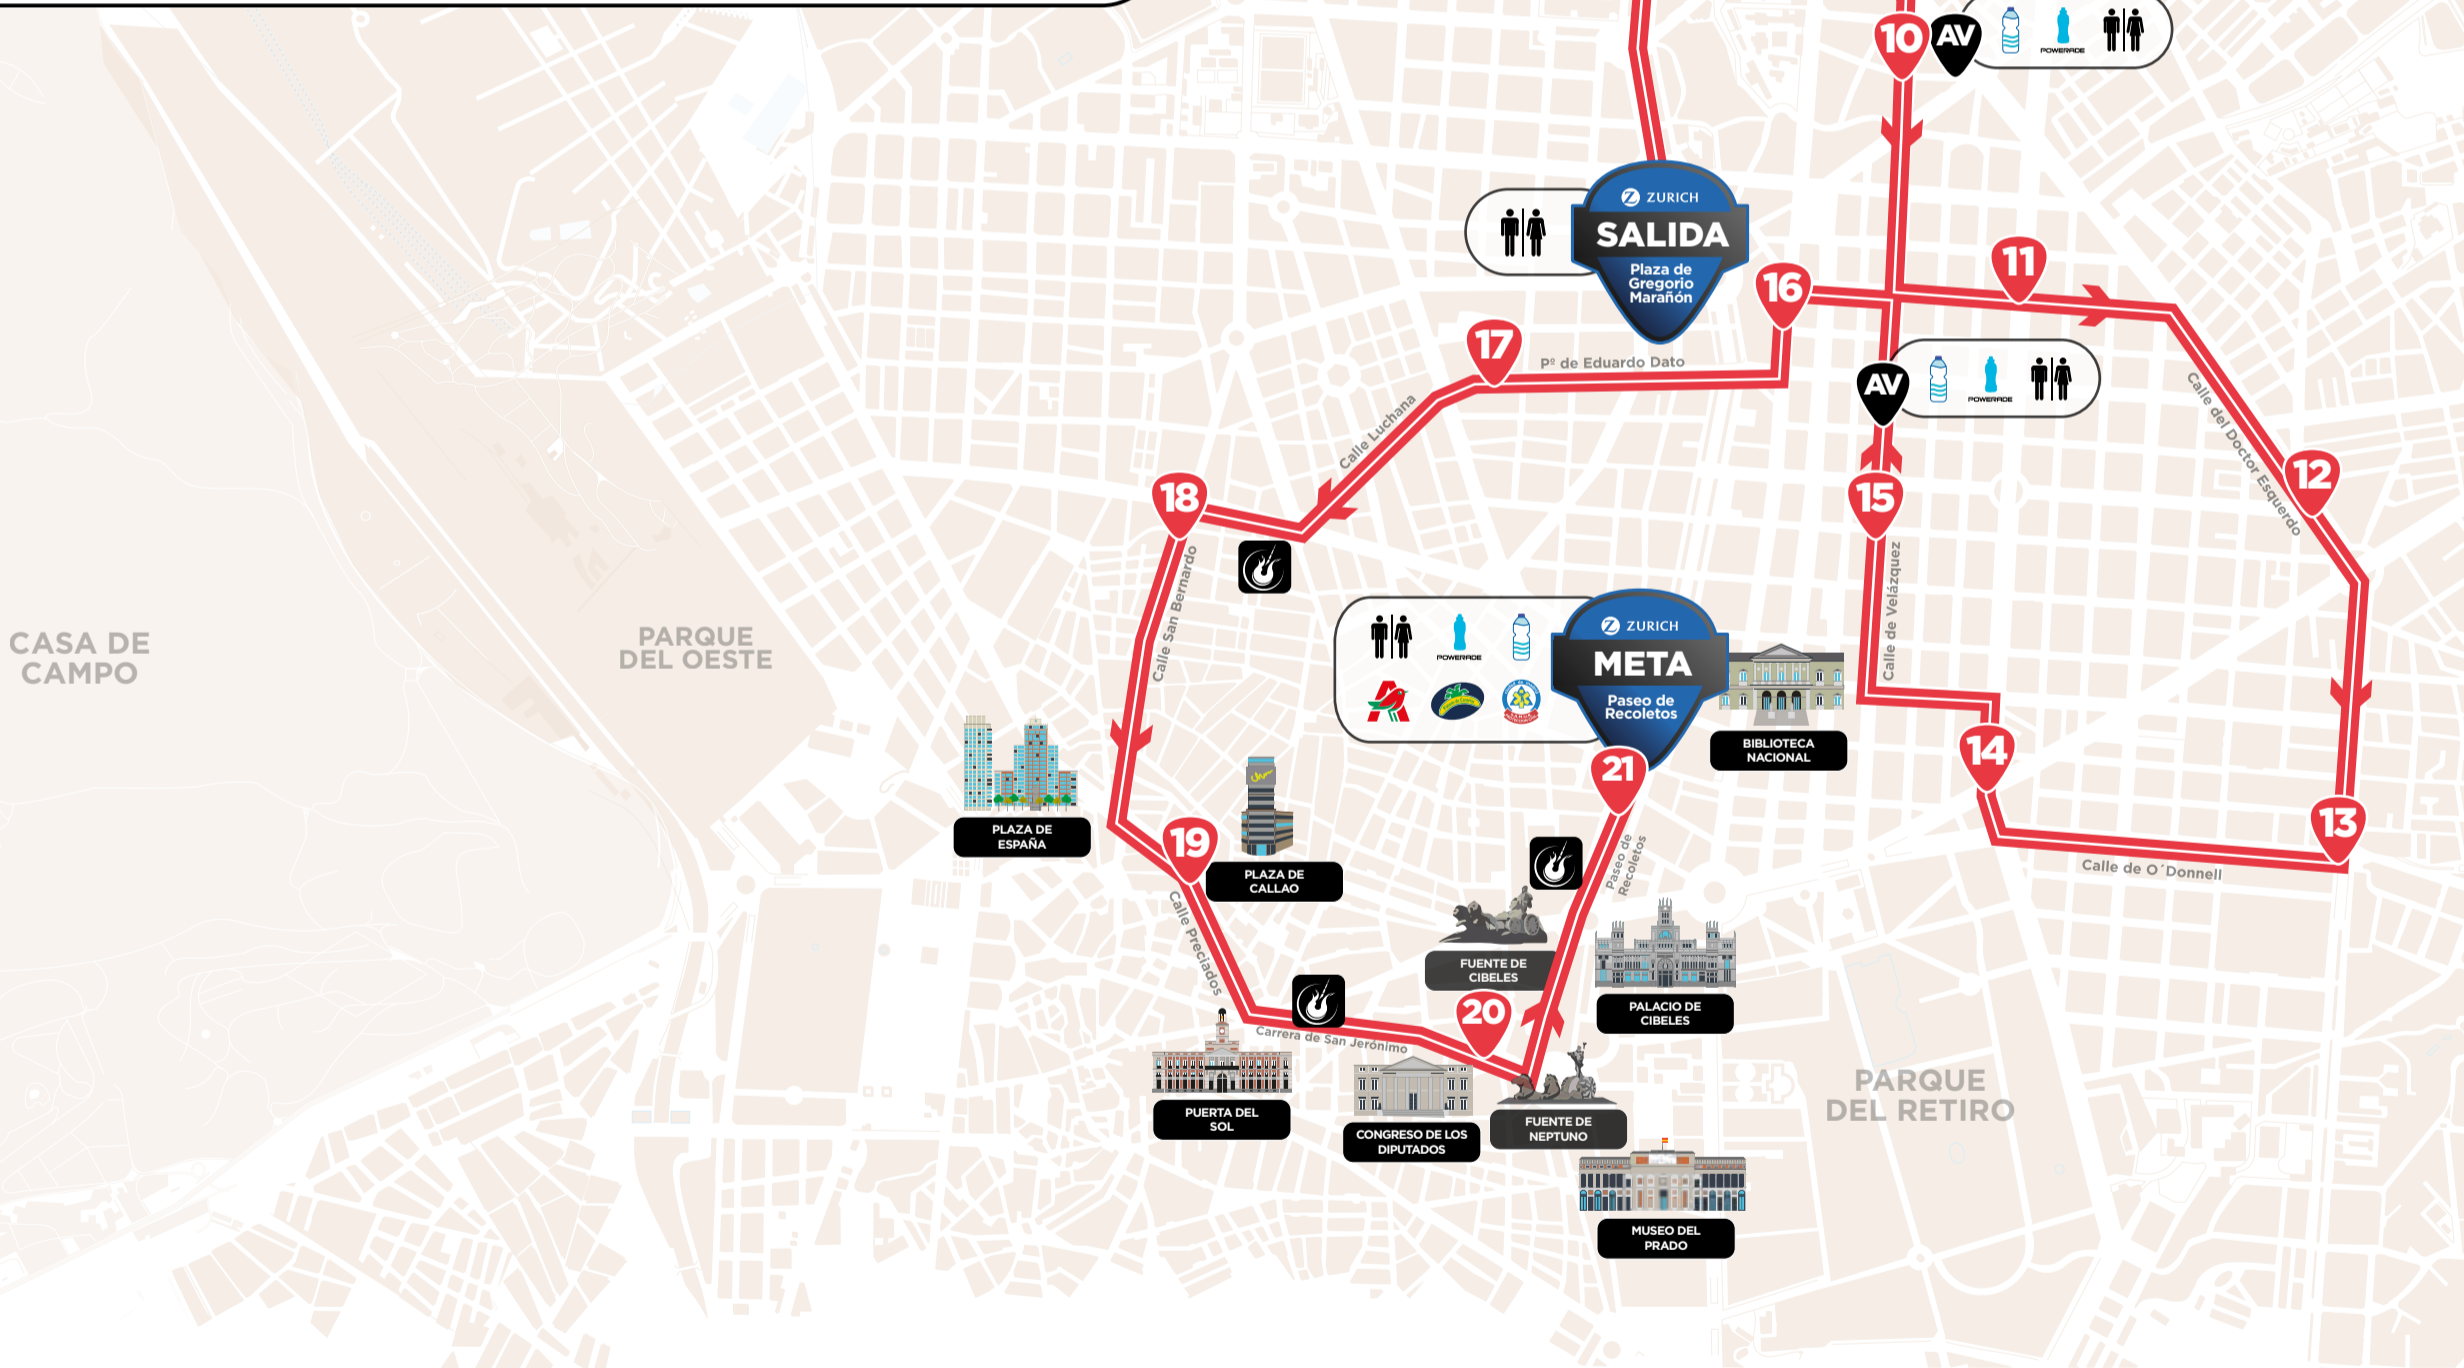 10
AV
POWERADE
ZURICH
SALIDA
Plaza de
Gregorio
Marañón
11
16
17
Pº de Eduardo Dato
AV
POWERADE
Calle Luchana
Calle del Doctor Esquerdo
12
18
15
Calle San Bernardo
Calle de Velázquez
CASA DE
CAMPO
PARQUE
DEL OESTE
POWERADE
ZURICH
META
Paseo de
Recoletos
BIBLIOTECA
NACIONAL
14
21
13
PLAZA DE
ESPAÑA
19
PLAZA DE
CALLAO
Paseo de
Recoletos
Calle de O´Donnell
Calle Preciados
FUENTE DE
CIBELES
20
PALACIO DE
CIBELES
Carrera de San Jerónimo
PUERTA DEL
SOL
CONGRESO DE LOS
DIPUTADOS
FUENTE DE
NEPTUNO
PARQUE
DEL RETIRO
MUSEO DEL
PRADO